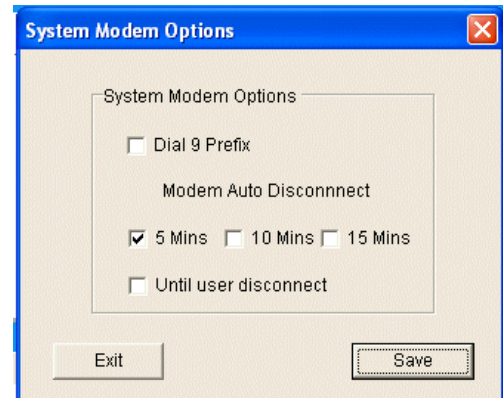 System Modem Options
System Modem Options
Dial 9 Prefix
Modem Auto Disconnnect
5 Mins 10 Mins 15 Mins
Until user disconnect
Exit Save